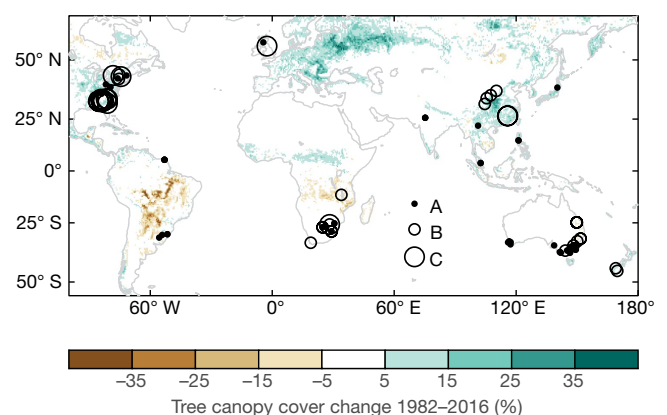 50° N
25° N
0°
25° S
50° S
A
B
C
60° W
0°
60° E
120° E
180°
–35
–25
–15
–5
5
15
25
35
Tree canopy cover change 1982–2016 (%)